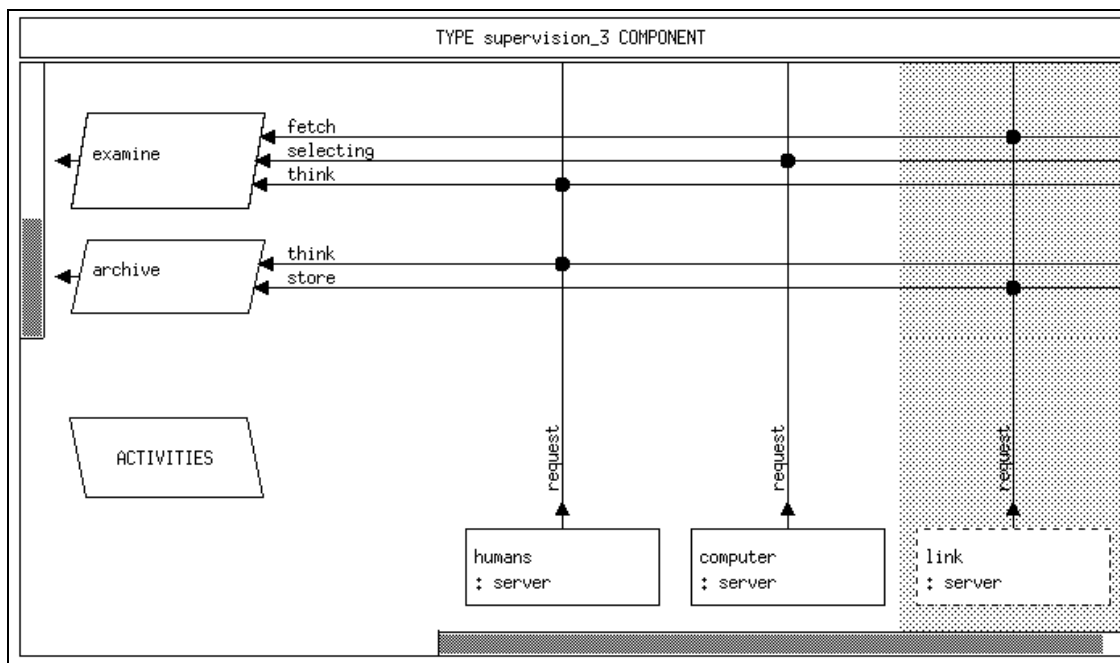 TYPE supervision_3 COMPONENT
fetch
examine
selecting
think
think
archive
store
ACTIVITIES
request
request
request
humans
: server
computer
: server
link
: server